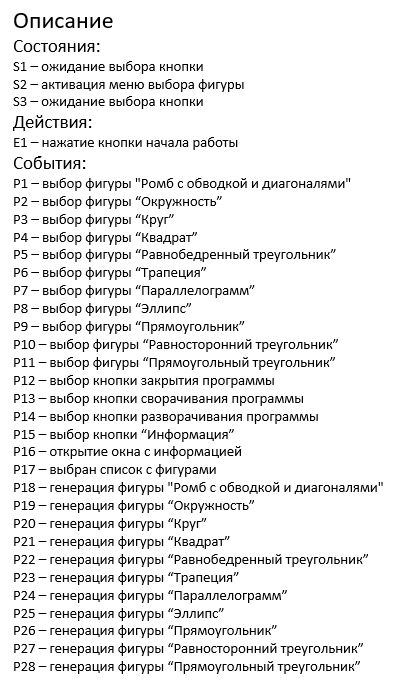 Описание
Состояния:
S1 – ожидание выбора кнопки
S2 – активация меню выбора фигуры
S3 – ожидание выбора кнопки
Действия:
E1 – нажатие кнопки начала работы
События:
P1 – выбор фигуры "Ромб с обводкой и диагоналями"
P2 – выбор фигуры “Окружность”
P3 – выбор фигуры “Круг”
P4 – выбор фигуры “Квадрат”
P5 – выбор фигуры “Равнобедренный треугольник”
P6 – выбор фигуры “Трапеция”
P7 – выбор фигуры “Параллелограмм”
P8 – выбор фигуры “Эллипс”
P9 – выбор фигуры “Прямоугольник”
P10 – выбор фигуры “Равносторонний треугольник”
P11 – выбор фигуры “Прямоугольный треугольник”
P12 – выбор кнопки закрытия программы
P13 – выбор кнопки сворачивания программы
P14 – выбор кнопки разворачивания программы
P15 – выбор кнопки “Информация”
P16 – открытие окна с информацией
P17 – выбран список с фигурами
P18 – генерация фигуры "Ромб с обводкой и диагоналями"
P19 – генерация фигуры “Окружность”
P20 – генерация фигуры “Круг”
P21 – генерация фигуры “Квадрат”
P22 – генерация фигуры “Равнобедренный треугольник”
P23 – генерация фигуры “Трапеция”
P24 – генерация фигуры “Параллелограмм”
P25 – генерация фигуры “Эллипс”
P26 – генерация фигуры “Прямоугольник”
P27 – генерация фигуры “Равносторонний треугольник”
P28 – генерация фигуры “Прямоугольный треугольник”